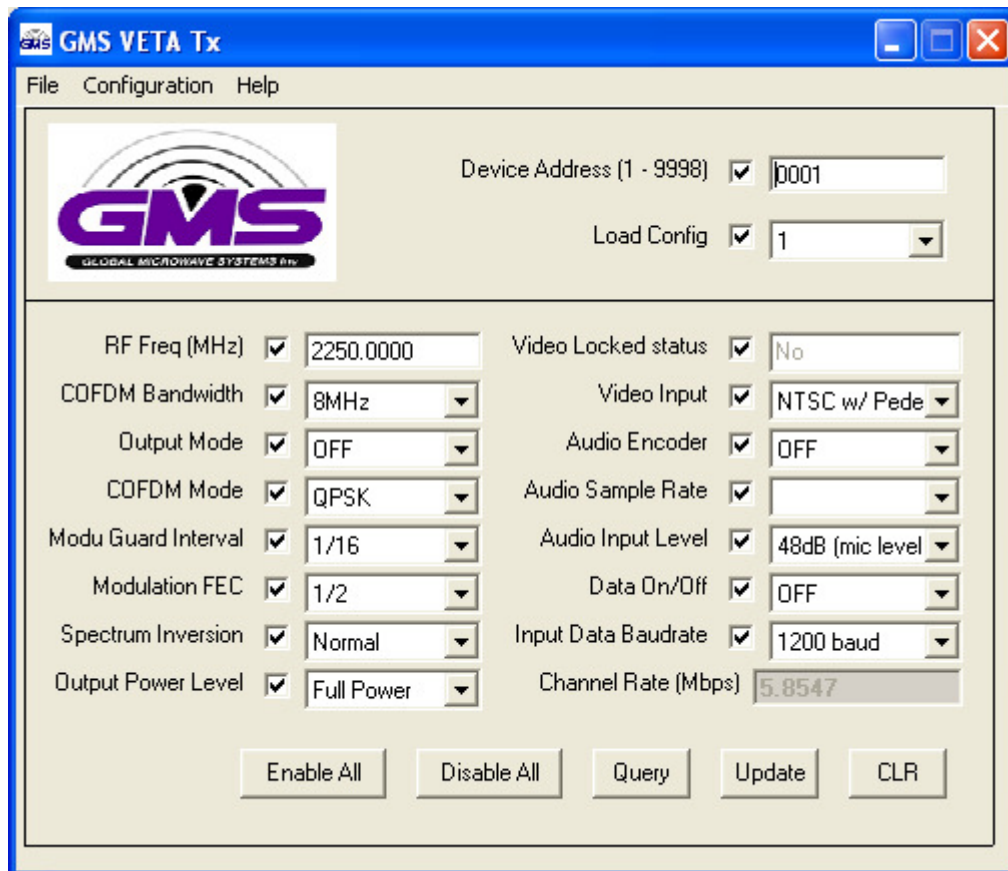 GMS VETA Tx
File Configuration Help
GMS
GLOBAL MICROWAVE SYSTEMS Inc
Device Address (1 - 9998) 0001
Load Config 1
RF Freq (MHz) 2250.0000
COFDM Bandwidth 8MHz
Output Mode OFF
COFDM Mode QPSK
Modu Guard Interval 1/16
Modulation FEC 1/2
Spectrum Inversion Normal
Output Power Level Full Power
Video Locked status No
Video Input NTSC w/ Pede
Audio Encoder OFF
Audio Sample Rate
Audio Input Level 48dB (mic level
Data On/Off OFF
Input Data Baudrate 1200 baud
Channel Rate (Mbps) 5.8547
Enable All Disable All Query Update CLR